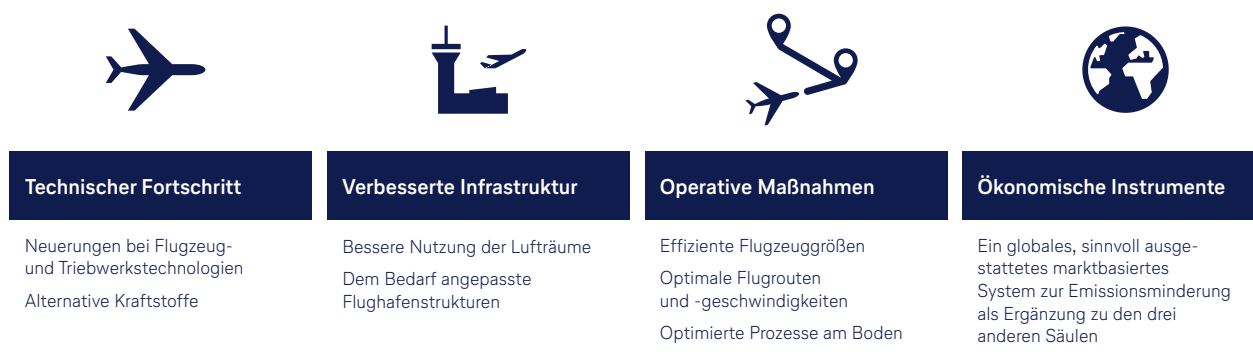 Technischer Fortschritt
Neuerungen bei Flugzeug-
und Triebwerkstechnologien
Alternative Kraftstoffe
Verbesserte Infrastruktur
Bessere Nutzung der Lufträume
Dem Bedarf angepasste
Flughafenstrukturen
Operative Maßnahmen
Effiziente Flugzeuggrößen
Optimale Flugrouten
und -geschwindigkeiten
Optimierte Prozesse am Boden
Ökonomische Instrumente
Ein globales, sinnvoll ausge-
stattetes marktbasiertes
System zur Emissionsminderung
als Ergänzung zu den drei
anderen Säulen